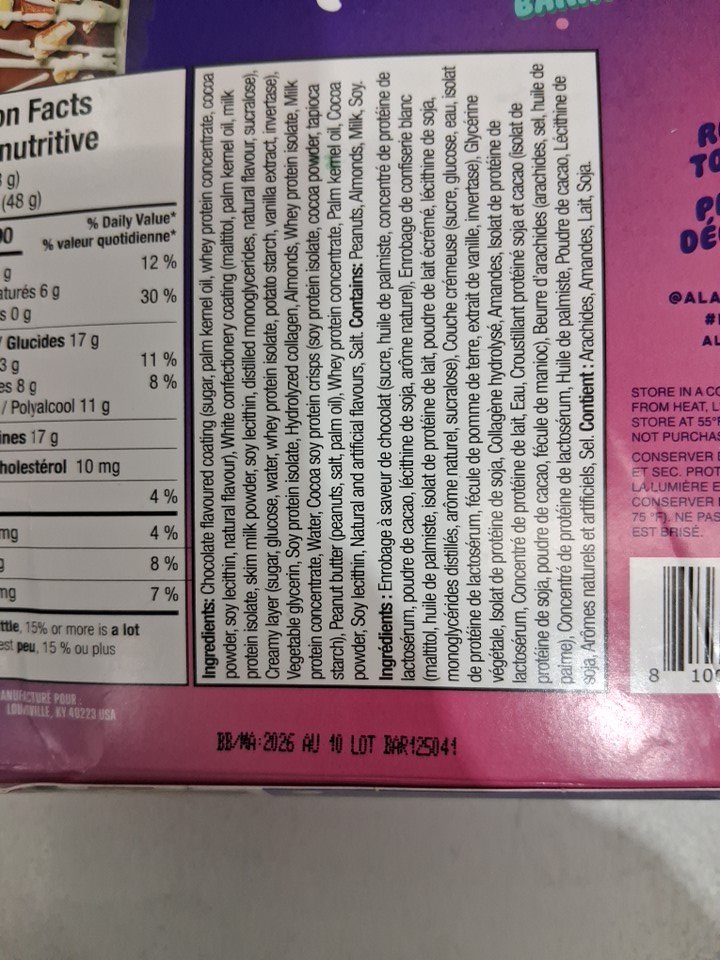 BAR
on Facts
nutritive
g)
(48 g)
% Daily Value*
% valeur quotidienne*
g 12 %
aturés 6 g
s 0 g 30 %
/ Glucides 17 g
3 g 11 %
es 8 g 8 %
/ Polyalcool 11 g
ines 17 g
holestérol 10 mg
4 %
mg 4 %
8 %
mg 7 %
ttle, 15% or more is a lot
est peu, 15 % ou plus
ANUFACTURÉ POUR :
LOUISVILLE, KY 40223 USA
Ingredients: Chocolate flavoured coating (sugar, palm kernel oil, whey protein concentrate, cocoa
powder, soy lecithin, natural flavour), White confectionery coating (maltitol, palm kernel oil, milk
protein isolate, skim milk powder, soy lecithin, distilled monoglycerides, natural flavour, sucralose),
Creamy layer (sugar, glucose, water, whey protein isolate, potato starch, vanilla extract, invertase),
Vegetable glycerin, Soy protein isolate, Hydrolyzed collagen, Almonds, Whey protein isolate, Milk
protein concentrate, Water, Cocoa soy protein crisps (soy protein isolate, cocoa powder, tapioca
starch), Peanut butter (peanuts, salt, palm oil), Whey protein concentrate, Palm kernel oil, Cocoa
powder, Soy lecithin, Natural and artificial flavours, Salt. Contains: Peanuts, Almonds, Milk, Soy.
Ingrédients : Enrobage à saveur de chocolat (sucre, huile de palmiste, concentré de protéine de
lactosérum, poudre de cacao, lécithine de soja, arôme naturel), Enrobage de confiserie blanc
(maltitol, huile de palmiste, isolat de protéine de lait, poudre de lait écrémé, lécithine de soja,
monoglycérides distillés, arôme naturel, sucralose), Couche crémeuse (sucre, glucose, eau, isolat
de protéine de lactosérum, fécule de pomme de terre, extrait de vanille, invertase), Glycérine
végétale, Isolat de protéine de soja, Collagène hydrolysé, Amandes, Isolat de protéine de
lactosérum, Concentré de protéine de lait, Eau, Croustillant protéiné soja et cacao (isolat de
protéine de soja, poudre de cacao, fécule de manioc), Beurre d'arachides (arachides, sel, huile de
palme), Concentré de protéine de lactosérum, Huile de palmiste, Poudre de cacao, Lécithine de
soja, Arômes naturels et artificiels, Sel. Contient : Arachides, Amandes, Lait, Soja.
BB/MA:2026 AU 10 LOT BAR125041
TO
DÉ
@ALA
#
AL
STORE IN A CO
FROM HEAT, L
STORE AT 55°F
NOT PURCHAS
CONSERVER
ET SEC. PROT
LA LUMIÈRE E
CONSERVER
75 °F). NE PAS
EST BRISÉ.
8 10